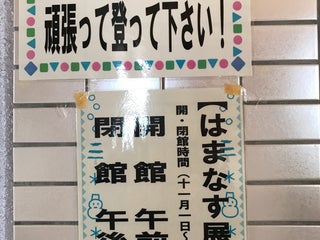 頑張って登って下さい！
【はまなす展
開・閉館時間（十一月一日～
開館 午前
閉館 午後